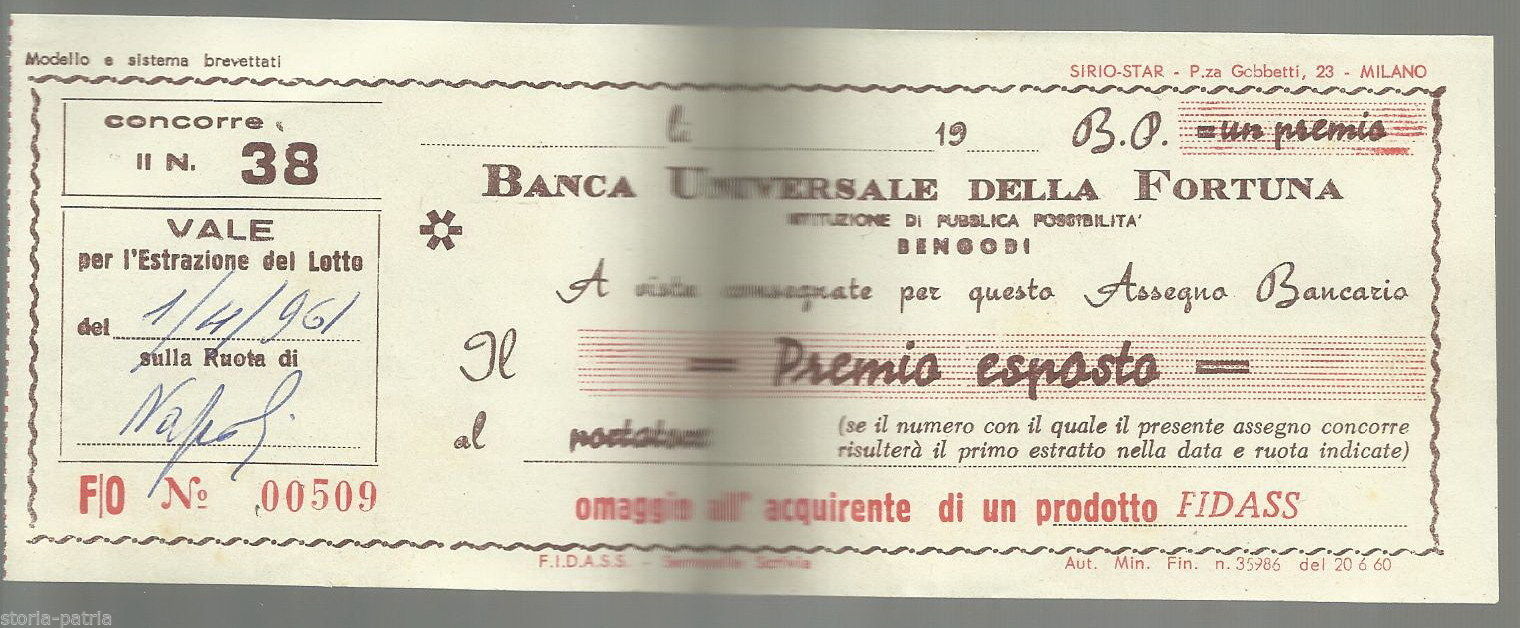 Modello e sistema brevettati
SIRIO-STAR - P.za Gobbetti, 23 - MILANO
concorre
Il N. 38
VALE
per l'Estrazione del Lotto
del 1/4/961
sulla Ruota di
Napoli
F/O Nº 00509
19
B.P. =un premio
BANCA UNIVERSALE DELLA FORTUNA
ISTITUZIONE DI PUBBLICA POSSIBILITA'
BENGODI
A vista consegnate per questo Assegno Bancario
Il = Premio esposto =
al portatore
(se il numero con il quale il presente assegno concorre
risulterà il primo estratto nella data e ruota indicate)
omaggio all' acquirente di un prodotto FIDASS
F.I.D.A.S.S. - Scrivia
Aut. Min. Fin. n. 35986 del 20 6 60
storia-patria